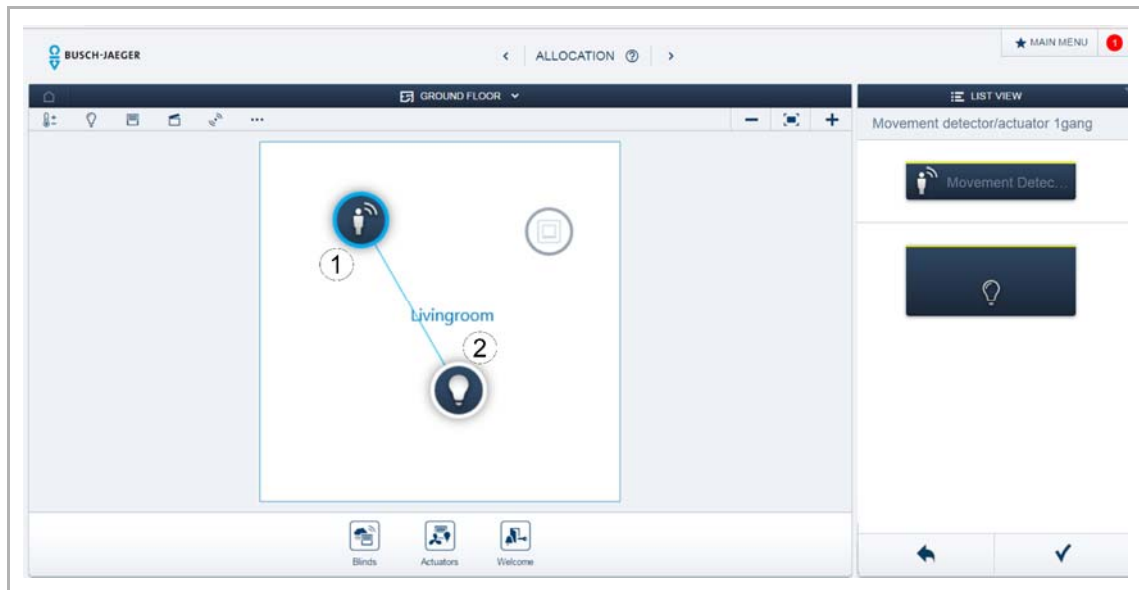 BUSCH-JAEGER
ALLOCATION ?
MAIN MENU 1
GROUND FLOOR
LIST VIEW
Movement detector/actuator 1gang
Movement Detec...
1
Livingroom
2
Blinds
Actuators
Welcome